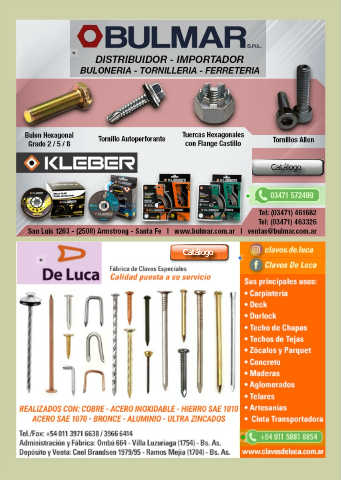 BULMAR S.R.L.
DISTRIBUIDOR - IMPORTADOR
BULONERIA - TORNILLERIA - FERRETERIA
Bulon Hexagonal
Grado 2 / 5 / 8
Tornillo Autoperforante
Tuercas Hexagonales
con Flange Castillo
Tornillos Allen
KLEBER
Catálogo
03471 572499
Tel: (03471) 461682
Tel: (03471) 463326
San Luis 1263 - (2508) Armstrong - Santa Fe | www.bulmar.com.ar | ventas@bulmar.com.ar
De Luca
Catálogo
Fábrica de Clavos Especiales
Calidad puesta a su servicio
clavos.de.luca
Clavos De Luca
Sus principales usos:
• Carpintería
• Deck
• Durlock
• Techo de Chapas
• Techos de Tejas
• Zócalos y Parquet
• Concreto
• Maderas
• Aglomerados
• Telares
• Artesanías
• Cinta Transportadora
REALIZADOS CON: COBRE - ACERO INOXIDABLE - HIERRO SAE 1010
ACERO SAE 1070 - BRONCE - ALUMINIO - ULTRA ZINCADOS
Tel./Fax: +54 011 3971 6638 / 3966 6414
Administración y Fábrica: Ombú 664 - Villa Luzuriaga (1754) - Bs. As.
Depósito y Venta: Cnel Brandsen 1979/95 - Ramos Mejía (1704) - Bs. As.
+54 911 5881 8854
www.clavosdeluca.com.ar